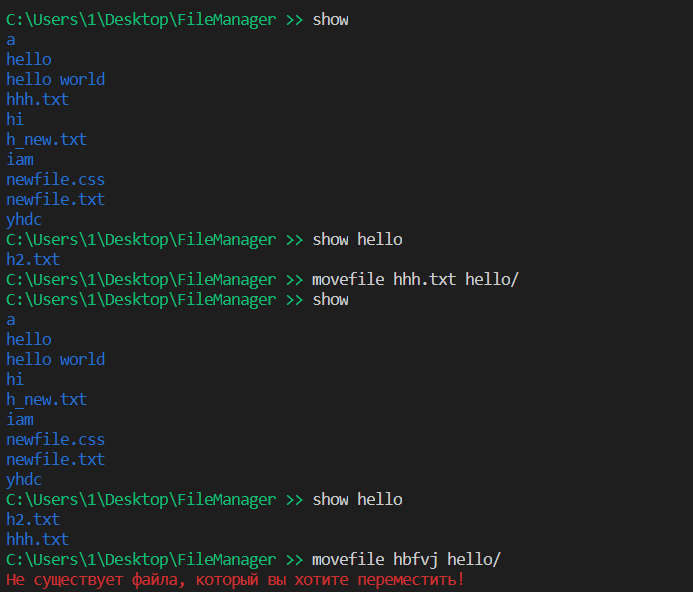 C:\Users\1\Desktop\FileManager >> show
a
hello
hello world
hhh.txt
hi
h_new.txt
iam
newfile.css
newfile.txt
yhdc
C:\Users\1\Desktop\FileManager >> show hello
h2.txt
C:\Users\1\Desktop\FileManager >> movefile hhh.txt hello/
C:\Users\1\Desktop\FileManager >> show
a
hello
hello world
hi
h_new.txt
iam
newfile.css
newfile.txt
yhdc
C:\Users\1\Desktop\FileManager >> show hello
h2.txt
hhh.txt
C:\Users\1\Desktop\FileManager >> movefile hbfvj hello/
Не существует файла, который вы хотите переместить!